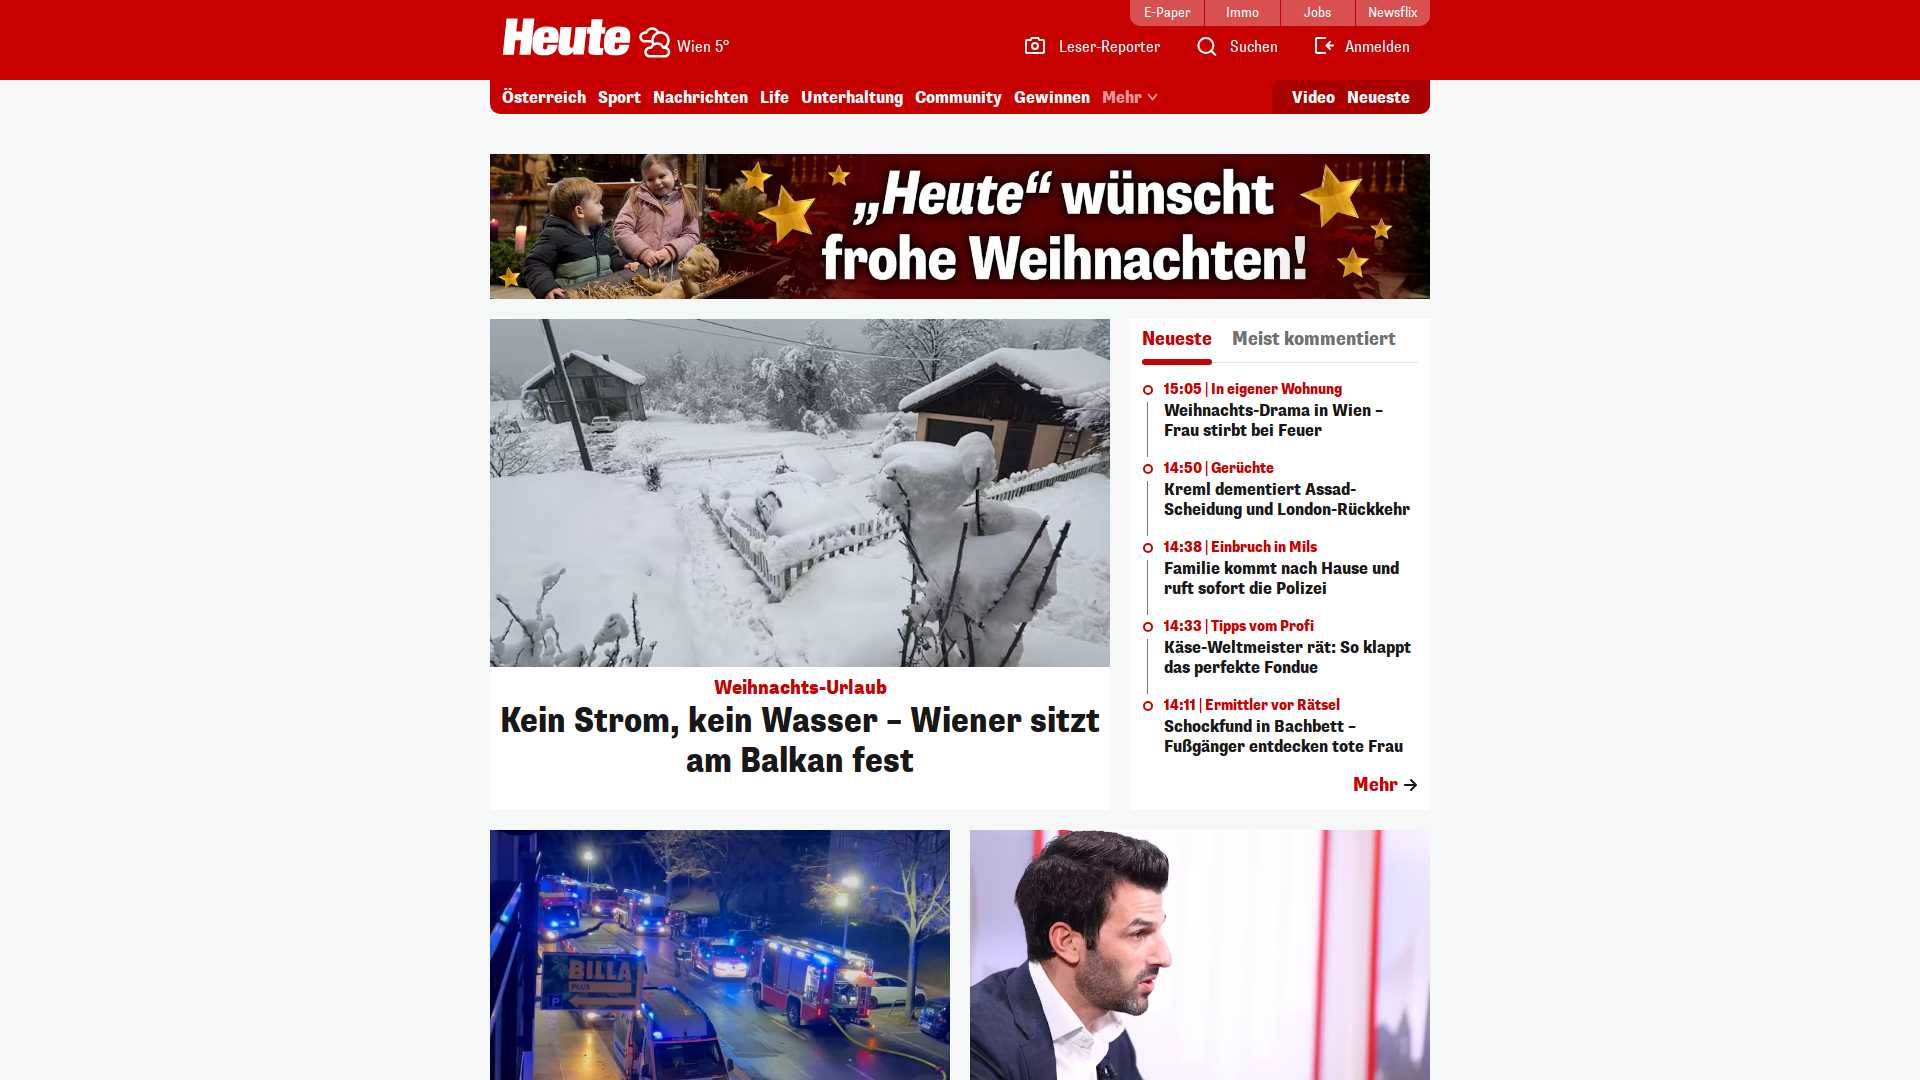 E-Paper
Immo
Jobs
Newsflix
Heute
Wien 5°
Leser-Reporter
Suchen
Anmelden
Österreich
Sport
Nachrichten
Life
Unterhaltung
Community
Gewinnen
Mehr
Video
Neueste
„Heute“ wünscht
frohe Weihnachten!
Weihnachts-Urlaub
Kein Strom, kein Wasser – Wiener sitzt
am Balkan fest
Neueste
Meist kommentiert
15:05 | In eigener Wohnung
Weihnachts-Drama in Wien –
Frau stirbt bei Feuer
14:50 | Gerüchte
Kreml dementiert Assad-
Scheidung und London-Rückkehr
14:38 | Einbruch in Mils
Familie kommt nach Hause und
ruft sofort die Polizei
14:33 | Tipps vom Profi
Käse-Weltmeister rät: So klappt
das perfekte Fondue
14:11 | Ermittler vor Rätsel
Schockfund in Bachbett –
Fußgänger entdecken tote Frau
Mehr
BILLA
PLUS
P